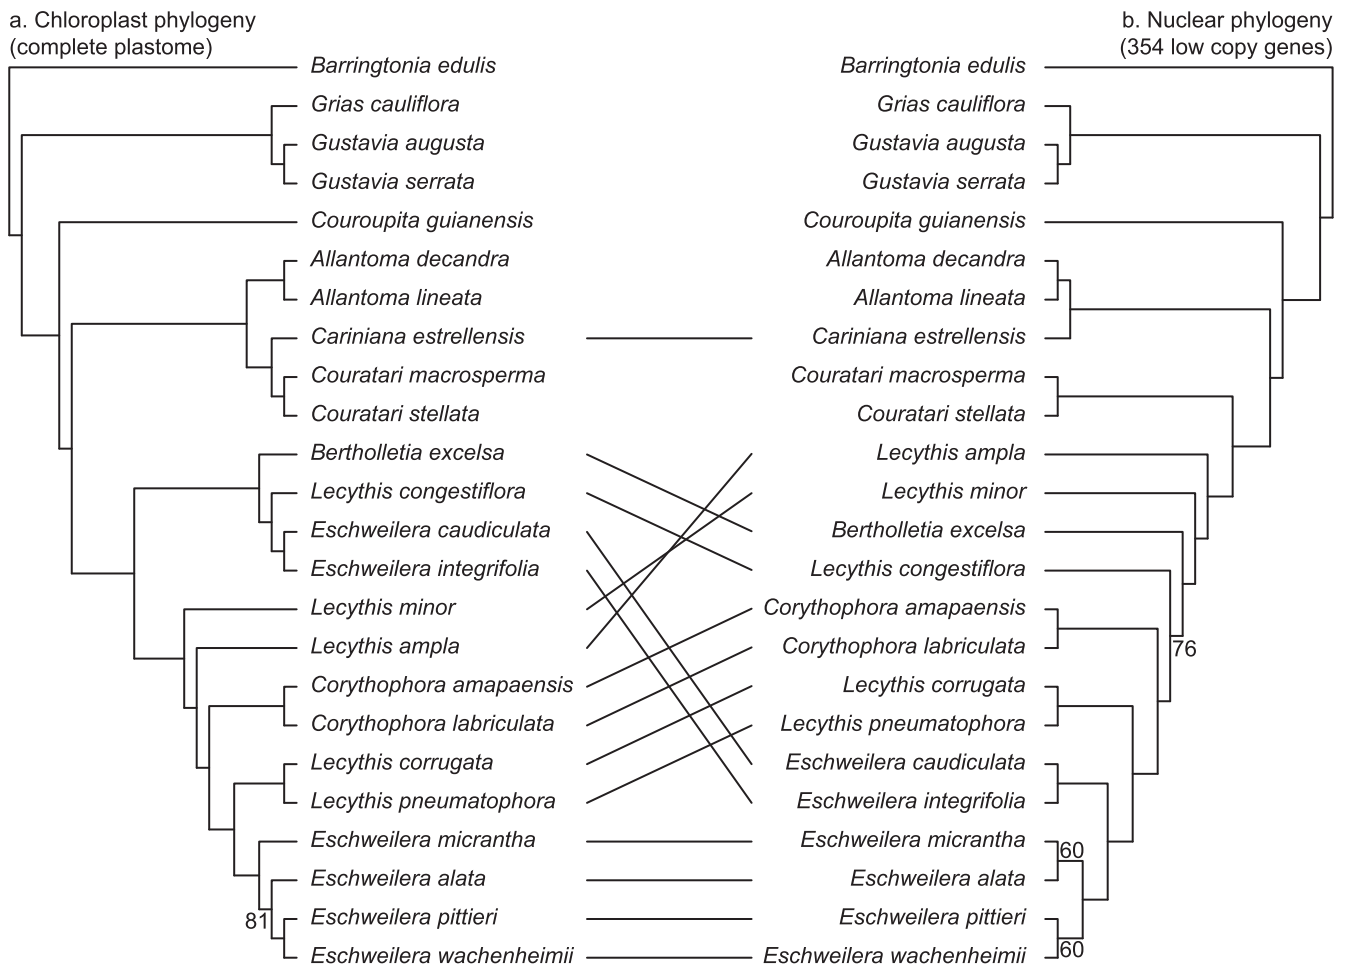 a. Chloroplast phylogeny
(complete plastome)
Barringtonia edulis
Grias cauliflora
Gustavia augusta
Gustavia serrata
Couroupita guianensis
Allantoma decandra
Allantoma lineata
Cariniana estrellensis
Couratari macrosperma
Couratari stellata
Bertholletia excelsa
Lecythis congestiflora
Eschweilera caudiculata
Eschweilera integrifolia
Lecythis minor
Lecythis ampla
Corythophora amapaensis
Corythophora labriculata
Lecythis corrugata
Lecythis pneumatophora
Eschweilera micrantha
Eschweilera alata
81
Eschweilera pittieri
Eschweilera wachenheimii
b. Nuclear phylogeny
(354 low copy genes)
Barringtonia edulis
Grias cauliflora
Gustavia augusta
Gustavia serrata
Couroupita guianensis
Allantoma decandra
Allantoma lineata
Cariniana estrellensis
Couratari macrosperma
Couratari stellata
Lecythis ampla
Lecythis minor
Bertholletia excelsa
Lecythis congestiflora
Corythophora amapaensis
Corythophora labriculata
76
Lecythis corrugata
Lecythis pneumatophora
Eschweilera caudiculata
Eschweilera integrifolia
Eschweilera micrantha
60
Eschweilera alata
Eschweilera pittieri
60
Eschweilera wachenheimii